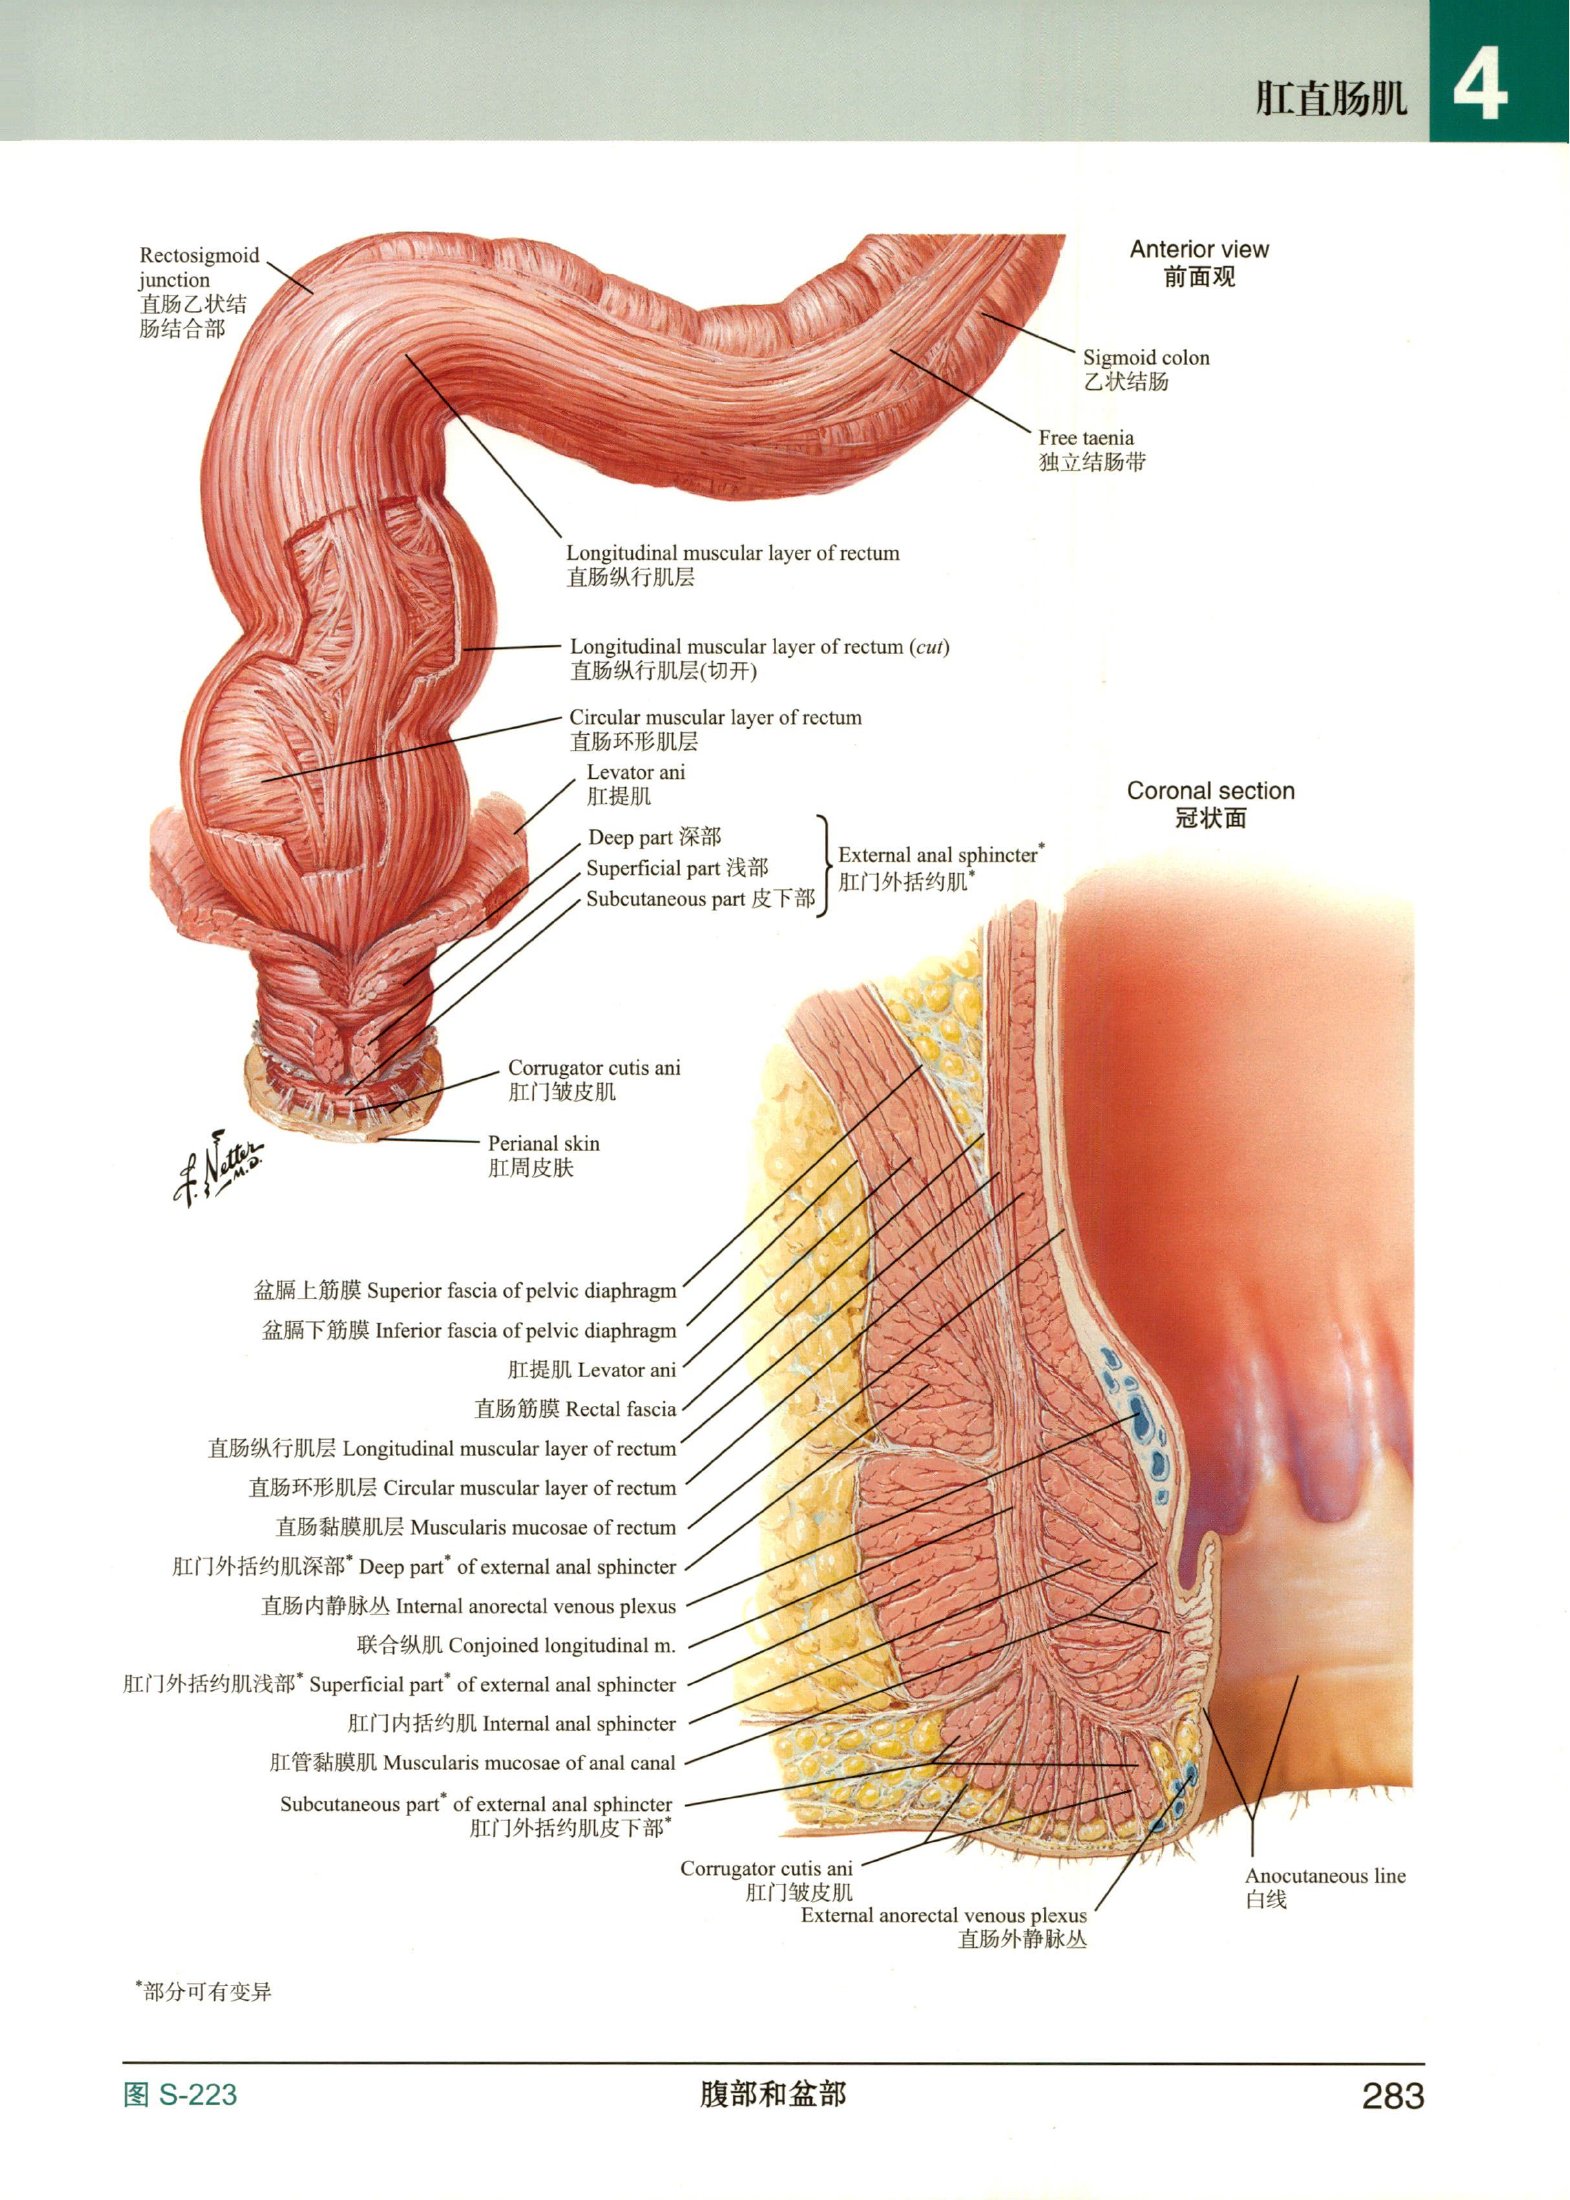 肛直肠肌
4
Anterior view
前面观
Rectosigmoid
junction
直肠乙状结
肠结合部
Sigmoid colon
乙状结肠
Free taenia
独立结肠带
Longitudinal muscular layer of rectum
直肠纵行肌层
Longitudinal muscular layer of rectum (cut)
直肠纵行肌层(切开)
Circular muscular layer of rectum
直肠环形肌层
Levator ani
肛提肌
Deep part 深部
Superficial part 浅部
Subcutaneous part 皮下部
External anal sphincter*
肛门外括约肌*
Corrugator cutis ani
肛门皱皮肌
Perianal skin
肛周皮肤
F. Netter
M.D.
Coronal section
冠状面
盆膈上筋膜 Superior fascia of pelvic diaphragm
盆膈下筋膜 Inferior fascia of pelvic diaphragm
肛提肌 Levator ani
直肠筋膜 Rectal fascia
直肠纵行肌层 Longitudinal muscular layer of rectum
直肠环形肌层 Circular muscular layer of rectum
直肠黏膜肌层 Muscularis mucosae of rectum
肛门外括约肌深部* Deep part* of external anal sphincter
直肠内静脉丛 Internal anorectal venous plexus
联合纵肌 Conjoined longitudinal m.
肛门外括约肌浅部* Superficial part* of external anal sphincter
肛门内括约肌 Internal anal sphincter
肛管黏膜肌 Muscularis mucosae of anal canal
Subcutaneous part* of external anal sphincter
肛门外括约肌皮下部*
Corrugator cutis ani
肛门皱皮肌
External anorectal venous plexus
直肠外静脉丛
Anocutaneous line
白线
*部分可有变异
图 S-223
腹部和盆部
283